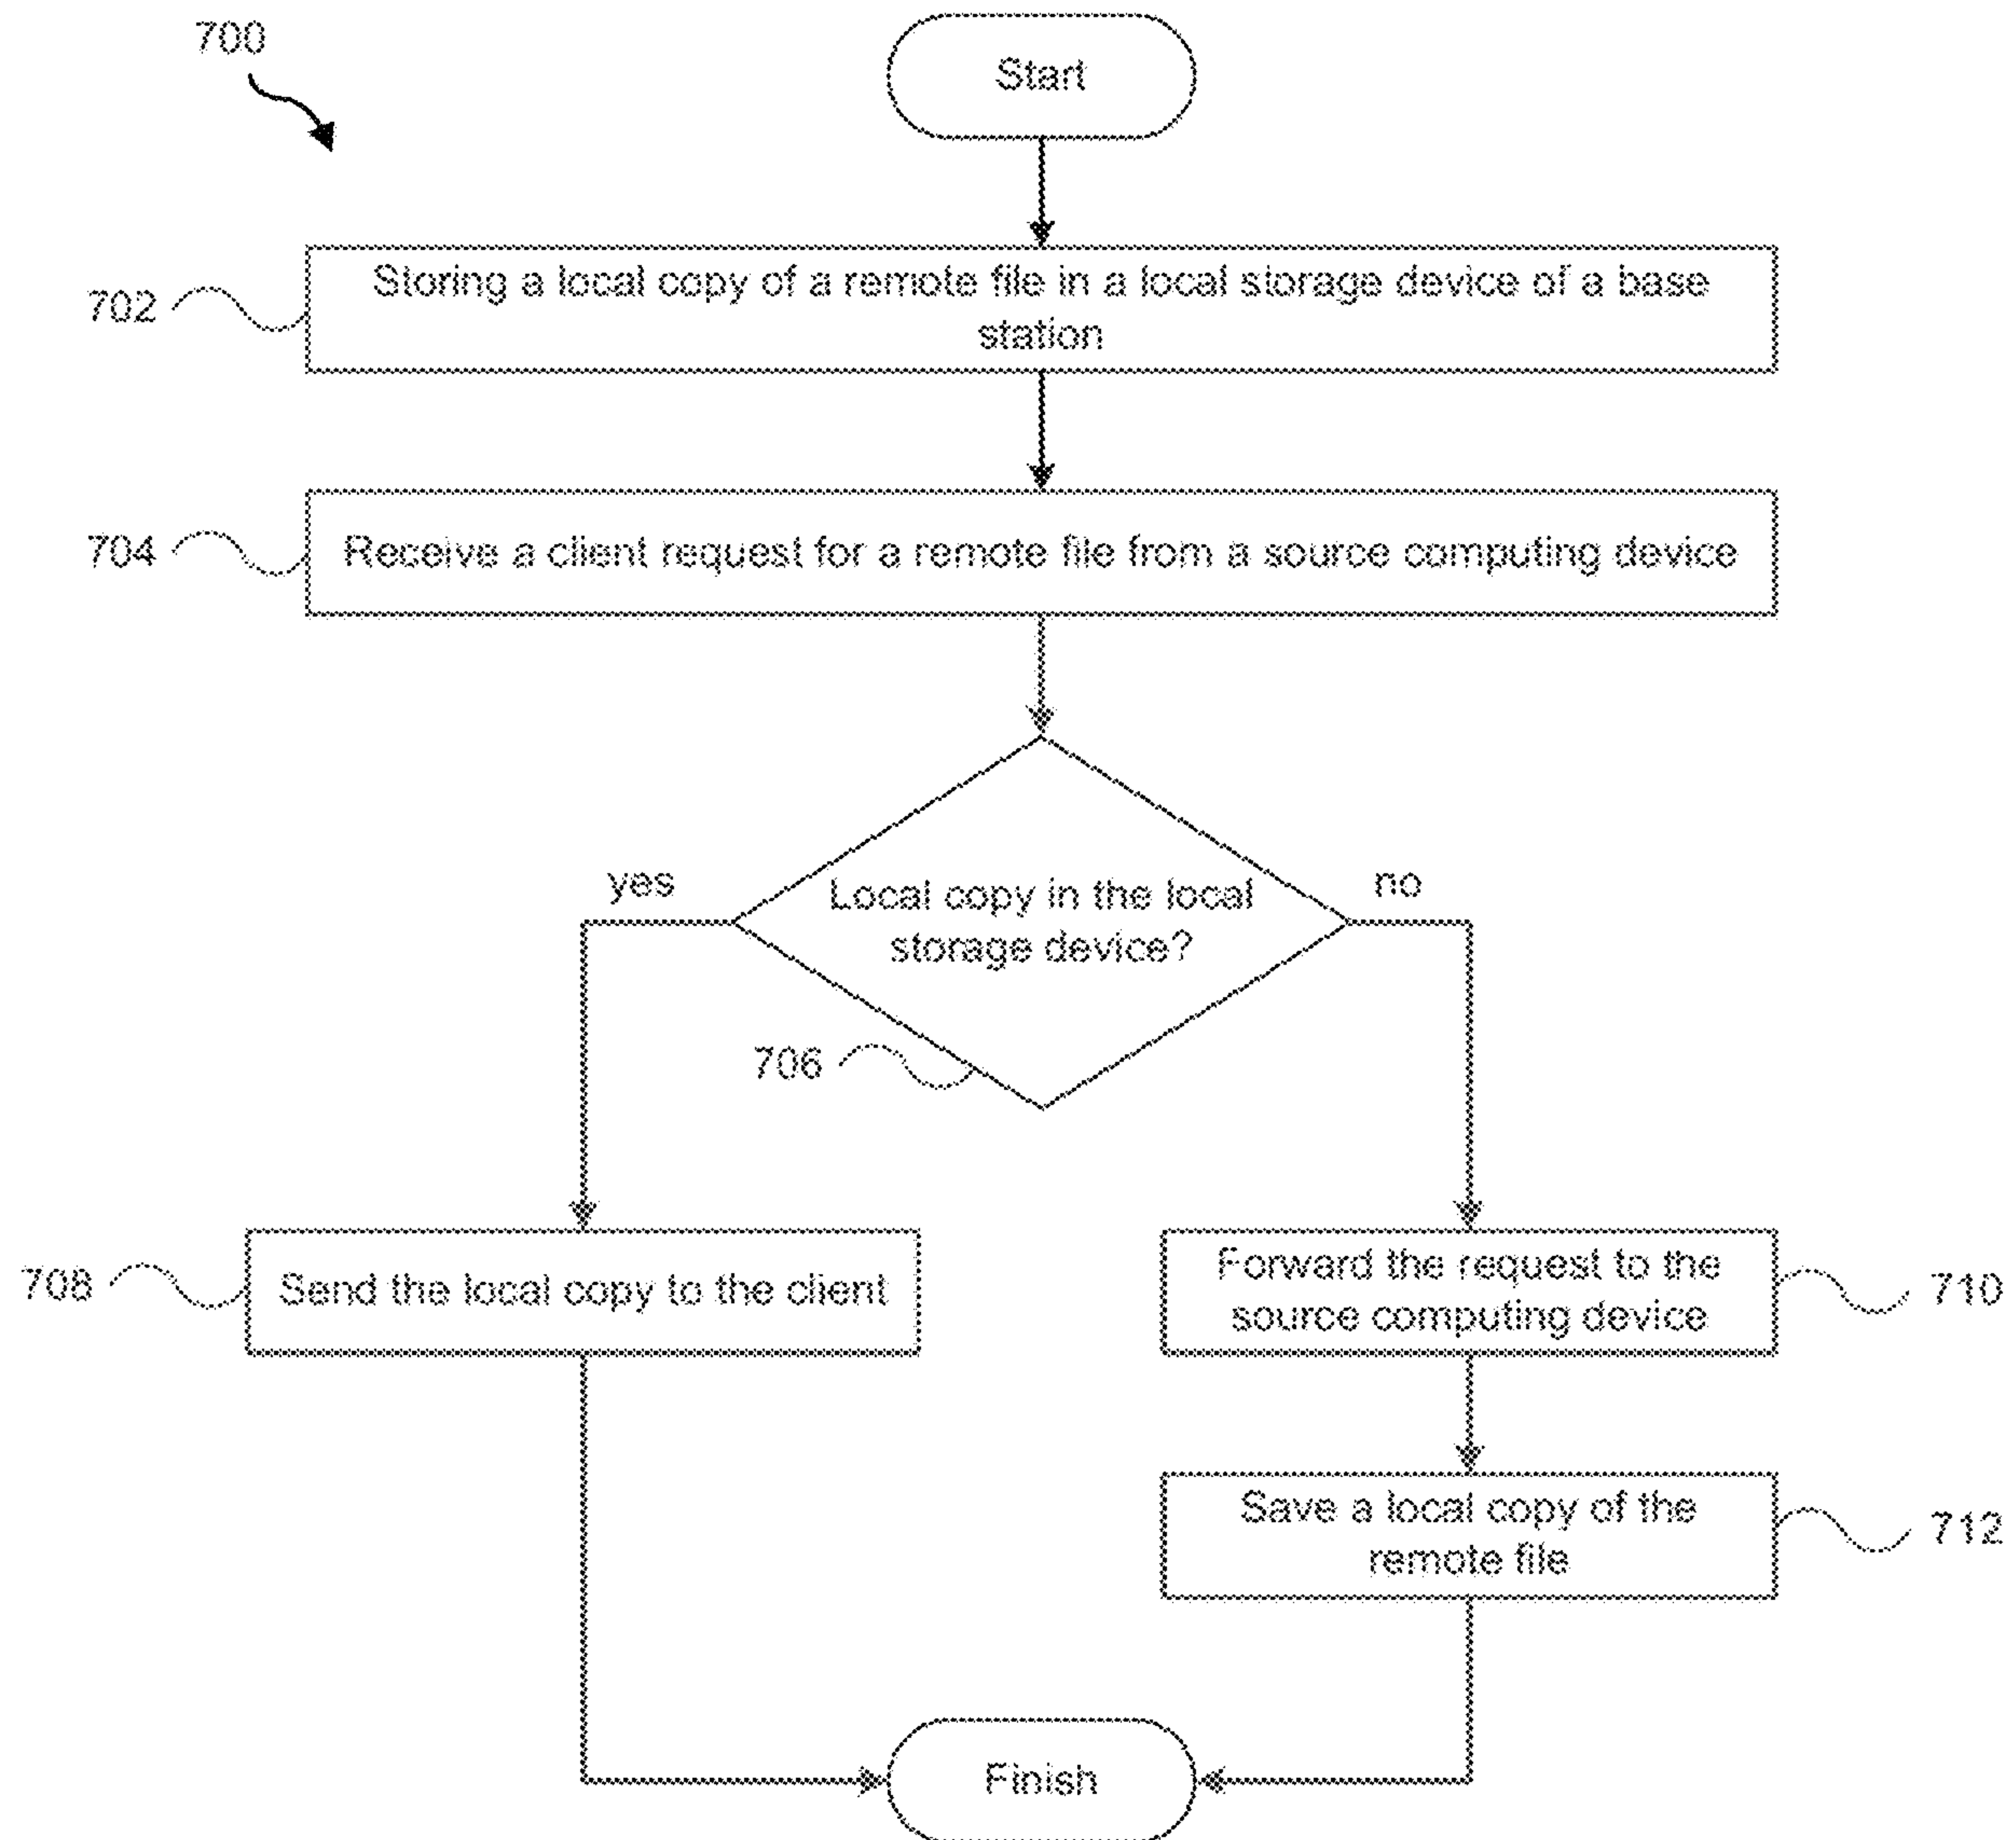 700
Start
702
Storing a local copy of a remote file in a local storage device of a base
station
704
Receive a client request for a remote file from a source computing device
yes
no
Local copy in the local
storage device?
706
708
Send the local copy to the client
Forward the request to the
source computing device
710
Save a local copy of the
remote file
712
Finish